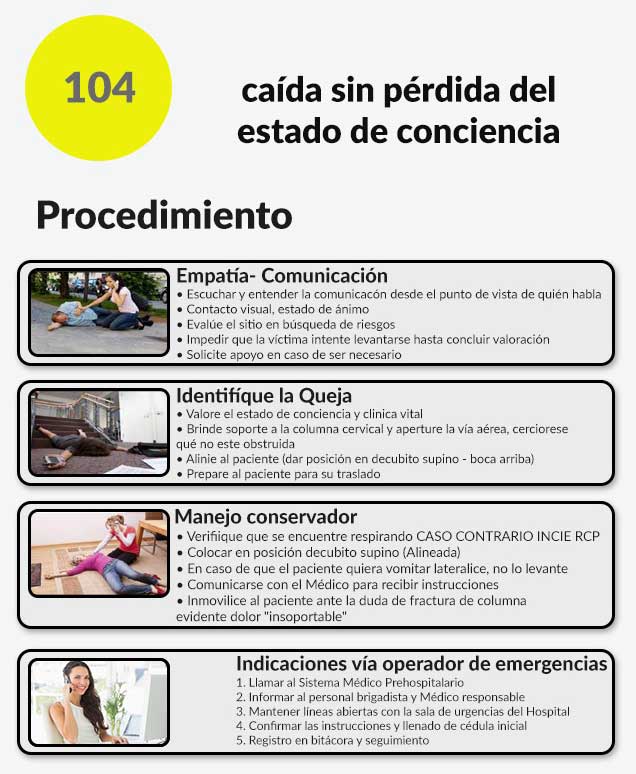 104
caída sin pérdida del
estado de conciencia
Procedimiento
Empatía- Comunicación
• Escuchar y entender la comunicacón desde el punto de vista de quién habla
• Contacto visual, estado de ánimo
• Evalúe el sitio en búsqueda de riesgos
• Impedir que la víctima intente levantarse hasta concluir valoración
• Solicite apoyo en caso de ser necesario
Identifíque la Queja
• Valore el estado de conciencia y clinica vital
• Brinde soporte a la columna cervical y aperture la vía aérea, cerciorese
qué no este obstruida
• Alinie al paciente (dar posición en decubito supino - boca arriba)
• Prepare al paciente para su traslado
Manejo conservador
• Verifiique que se encuentre respirando CASO CONTRARIO INCIE RCP
• Colocar en posición decubito supino (Alineada)
• En caso de que el paciente quiera vomitar lateralice, no lo levante
• Comunicarse con el Médico para recibir instrucciones
• Inmovilice al paciente ante la duda de fractura de columna
evidente dolor "insoportable"
Indicaciones vía operador de emergencias
1. Llamar al Sistema Médico Prehospitalario
2. Informar al personal brigadista y Médico responsable
3. Mantener líneas abiertas con la sala de urgencias del Hospital
4. Confirmar las instrucciones y llenado de cédula inicial
5. Registro en bitácora y seguimiento